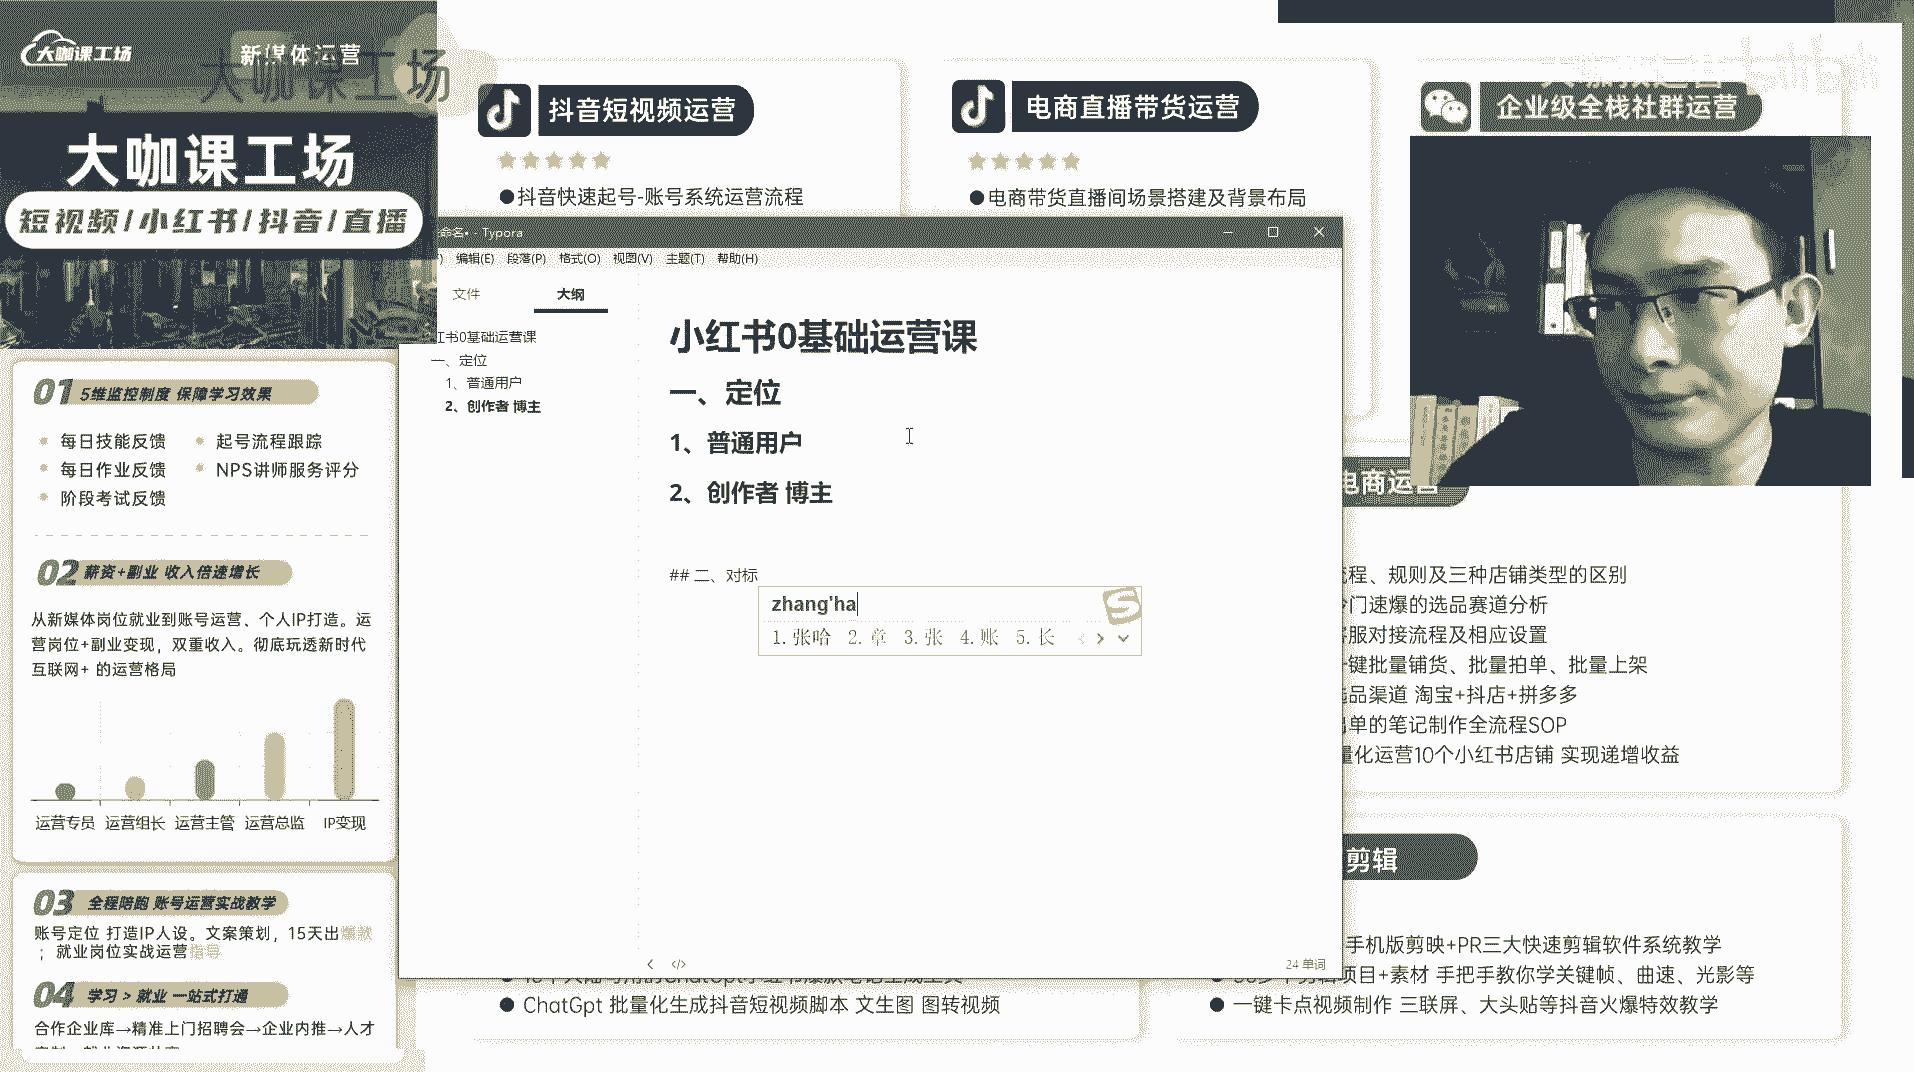 大咖课工场
新媒体运营
大咖课工场
大咖课工场
短视频/小红书/抖音/直播
01 5维监控制度 保障学习效果
每日技能反馈
起号流程跟踪
每日作业反馈
NPS讲师服务评分
阶段考试反馈
02 薪资+副业 收入倍速增长
从新媒体岗位就业到账号运营、个人IP打造。运
营岗位+副业变现，双重收入。彻底玩透新时代
互联网+ 的运营格局
运营专员 运营组长 运营主管 运营总监 IP变现
03 全程陪跑 账号运营实战教学
账号定位 打造IP人设。文案策划，15天出爆款
；就业岗位实战运营指导
04 学习 > 就业 一站式打通
合作企业库→精准上门招聘会→企业内推→人才
抖音短视频运营
●抖音快速起号-账号系统运营流程
电商直播带货运营
●电商带货直播间场景搭建及背景布局
企业级全栈社群运营
命名• - Typora
编辑(E) 段落(P) 格式(O) 视图(V) 主题(T) 帮助(H)
文件
大纲
书0基础运营课
一、定位
1、普通用户
2、创作者 博主
小红书0基础运营课
一、定位
1、普通用户
2、创作者 博主
## 二、对标
zhang'ha
1.张哈 2.章 3.张 4.账 5.长
24 单词
电商运营
程、规则及三种店铺类型的区别
门速爆的选品赛道分析
服对接流程及相应设置
键批量铺货、批量拍单、批量上架
品渠道 淘宝+抖店+拼多多
单的笔记制作全流程SOP
量化运营10个小红书店铺 实现递增收益
剪辑
手机版剪映+PR三大快速剪辑软件系统教学
项目+素材 手把手教你学关键帧、曲速、光影等
● 一键卡点视频制作 三联屏、大头贴等抖音火爆特效教学
● ChatGpt 批量化生成抖音短视频脚本 文生图 图转视频